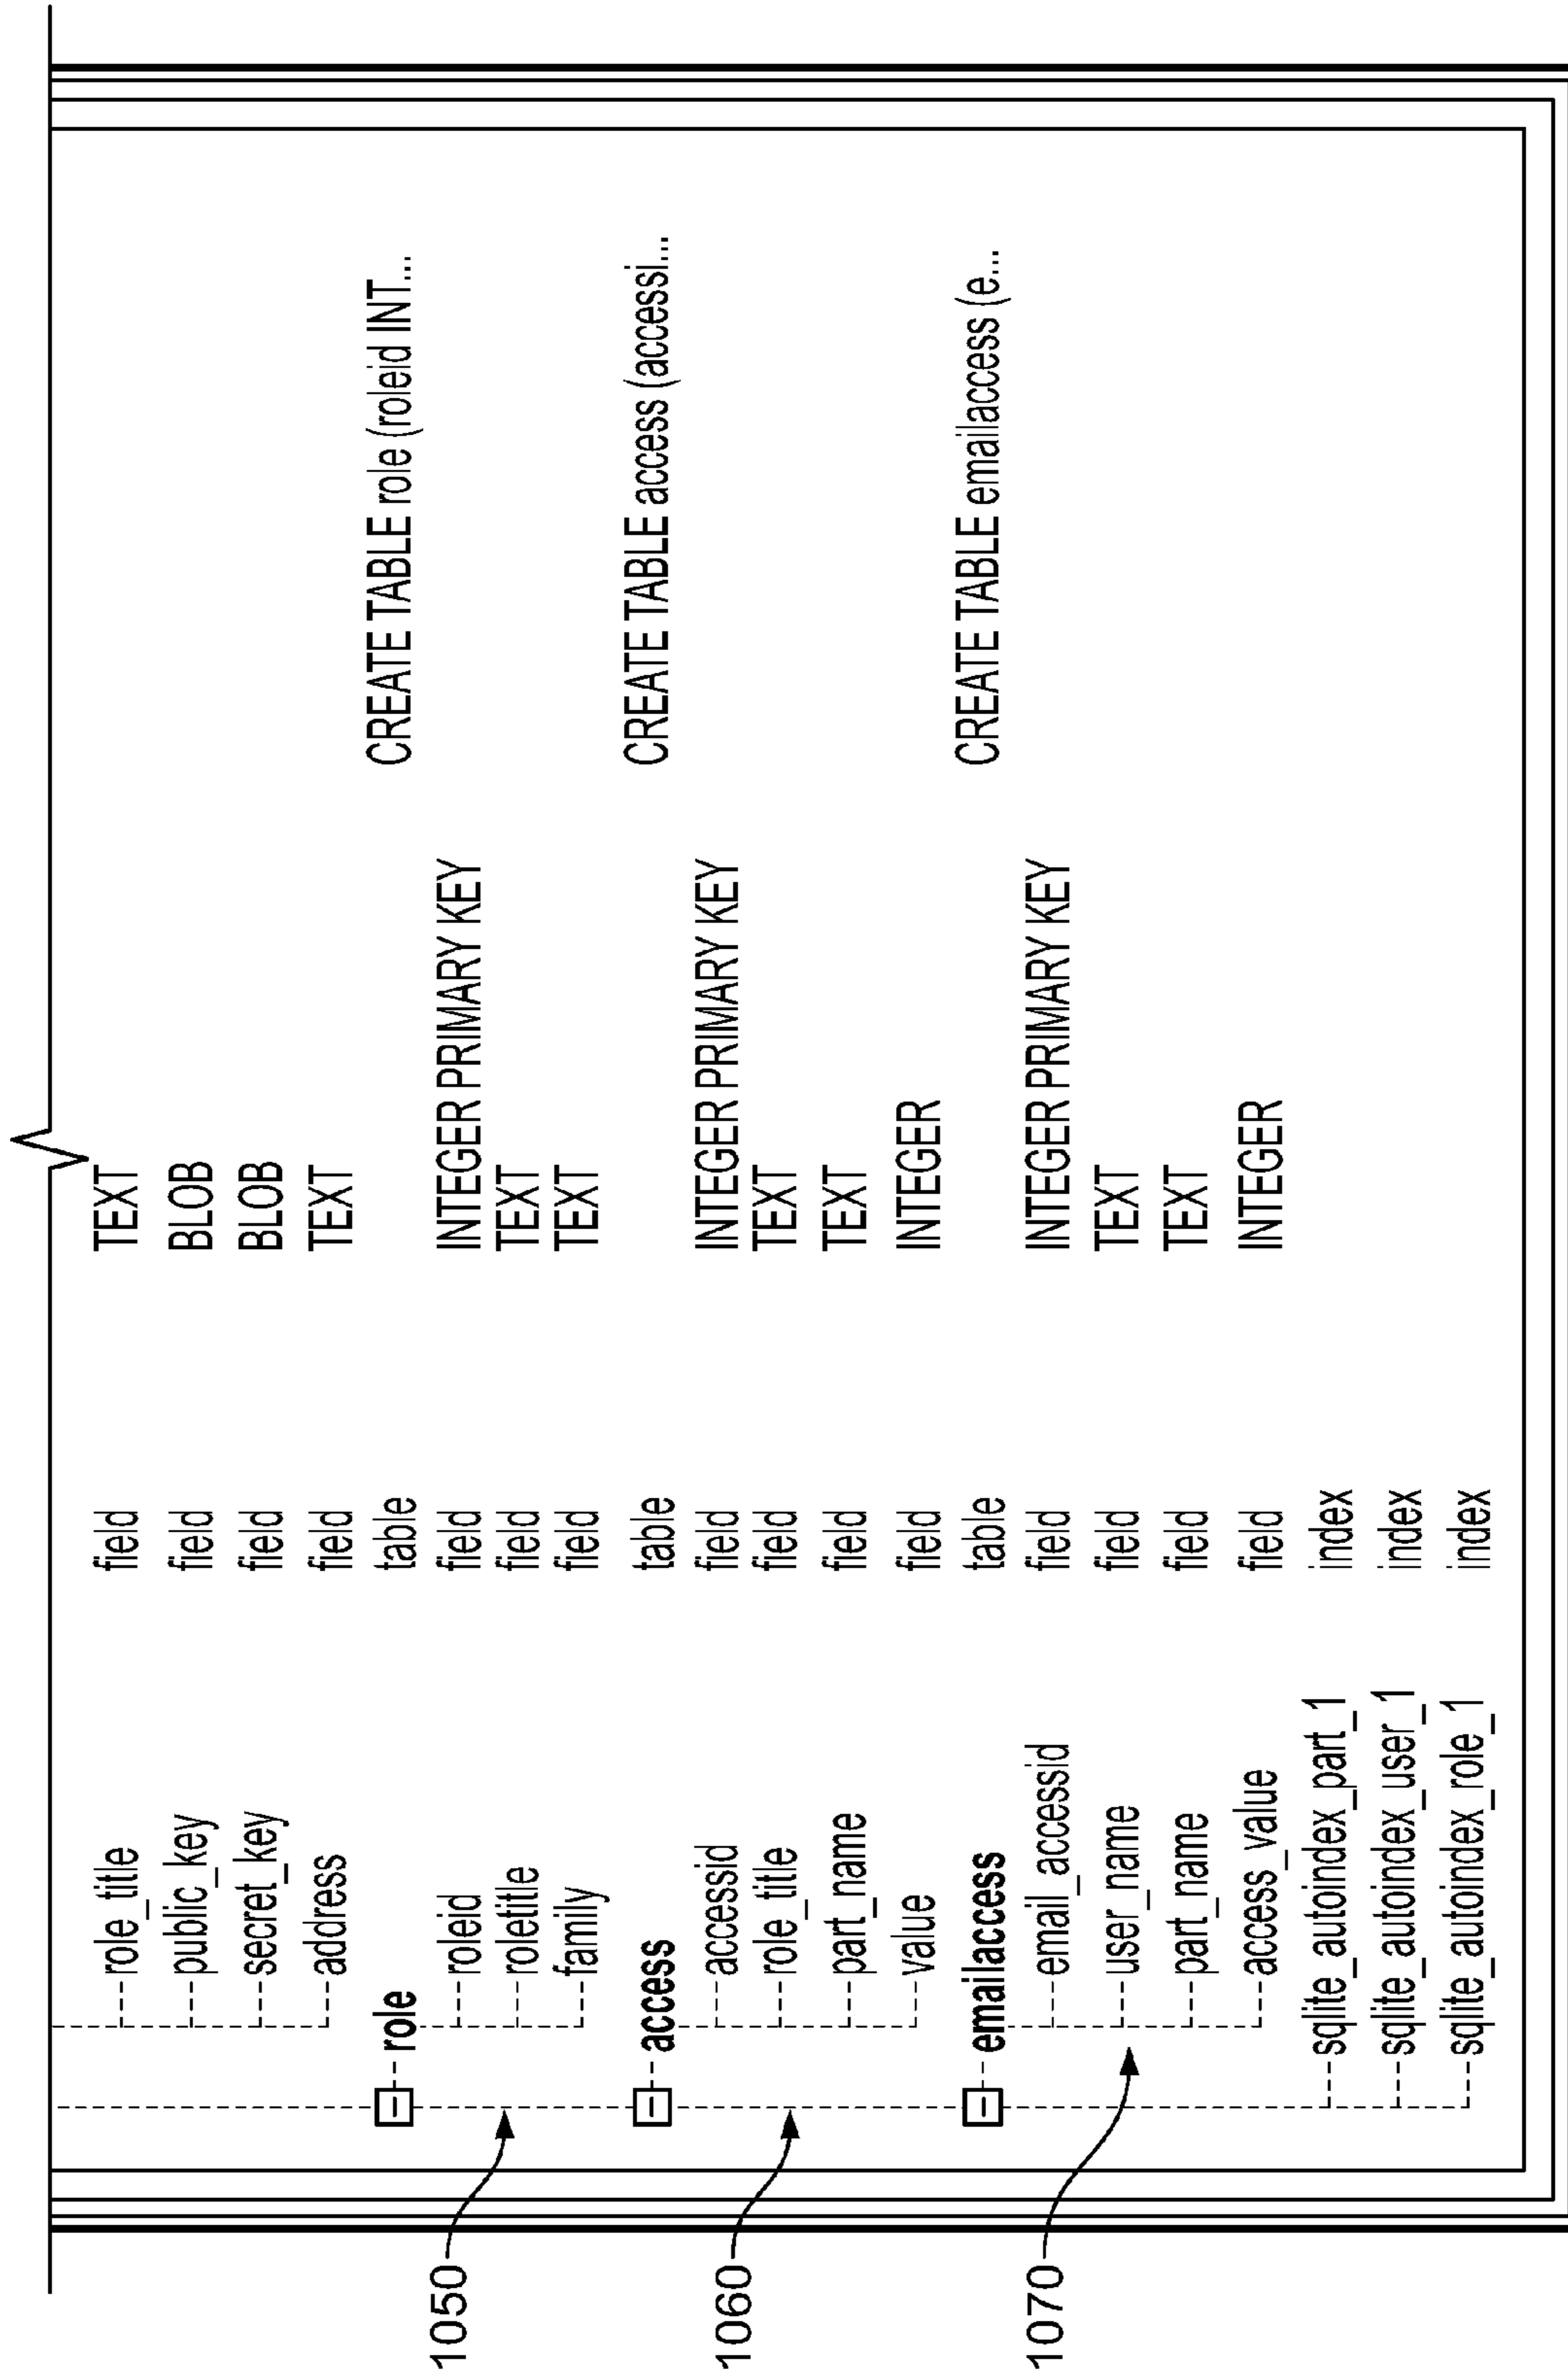 role_title field TEXT
public_key field BLOB
secret_key field BLOB
address field TEXT
role table CREATE TABLE role (roleid INT...
roleid field INTEGER PRIMARY KEY
1050 roletitle field TEXT
family field TEXT
access table CREATE TABLE access (accessi...
accessid field INTEGER PRIMARY KEY
1060 role_title field TEXT
part_name field TEXT
value field INTEGER
emailaccess table CREATE TABLE emailaccess (e...
email_accessid field INTEGER PRIMARY KEY
1070 user_name field TEXT
part_name field TEXT
access_value field INTEGER
sqlite_autoindex_part_1 index
sqlite_autoindex_user_1 index
sqlite_autoindex_role_1 index